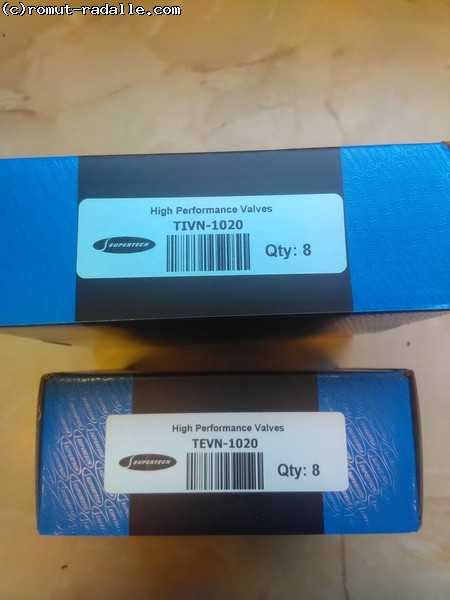 (c)romut-radalle.com
High Performance Valves
TIVN-1020
SUPERTECH
Qty: 8
High Performance Valves
TEVN-1020
SUPERTECH
Qty: 8